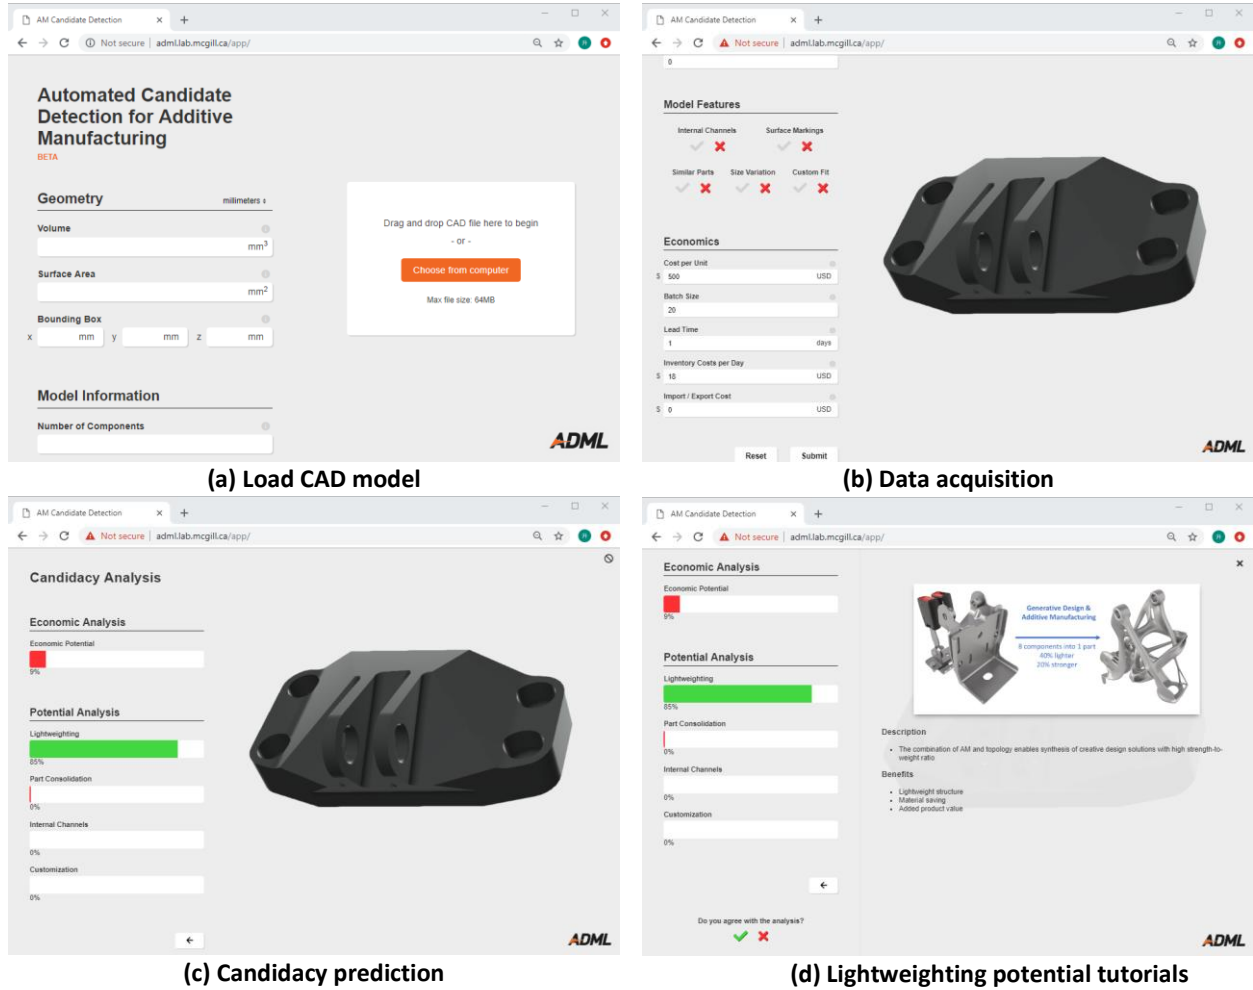 AM Candidate Detection
Not secure | adml.lab.mcgill.ca/app/
Automated Candidate
Detection for Additive
Manufacturing
BETA
Geometry
millimeters
Volume
mm³
Surface Area
mm²
Bounding Box
x mm y mm z mm
Model Information
Number of Components
Drag and drop CAD file here to begin
- or -
Choose from computer
Max file size: 64MB
ADML
(a) Load CAD model
AM Candidate Detection
Not secure | adml.lab.mcgill.ca/app/
0
Model Features
Internal Channels Surface Markings
Similar Parts Size Variation Custom Fit
Economics
Cost per Unit
$ 500 USD
Batch Size
20
Lead Time
1 days
Inventory Costs per Day
$ 18 USD
Import / Export Cost
$ 0 USD
Reset Submit
ADML
(b) Data acquisition
AM Candidate Detection
Not secure | adml.lab.mcgill.ca/app/
Candidacy Analysis
Economic Analysis
Economic Potential
9%
Potential Analysis
Lightweighting
85%
Part Consolidation
0%
Internal Channels
0%
Customization
0%
ADML
(c) Candidacy prediction
AM Candidate Detection
Not secure | adml.lab.mcgill.ca/app/
Economic Analysis
Economic Potential
9%
Potential Analysis
Lightweighting
85%
Part Consolidation
0%
Internal Channels
0%
Customization
0%
Do you agree with the analysis?
Generative Design &
Additive Manufacturing
8 components into 1 part
40% lighter
20% stronger
Description
• The combination of AM and topology enables synthesis of creative design solutions with high strength-to-
weight ratio
Benefits
• Lightweight structure
• Material saving
• Added product value
ADML
(d) Lightweighting potential tutorials